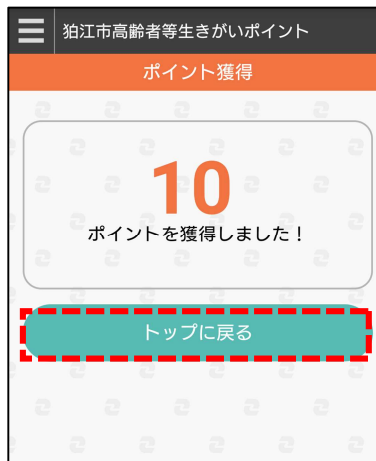 狛江市高齢者等生きがいポイント
ポイント獲得
10
ポイントを獲得しました！
トップに戻る